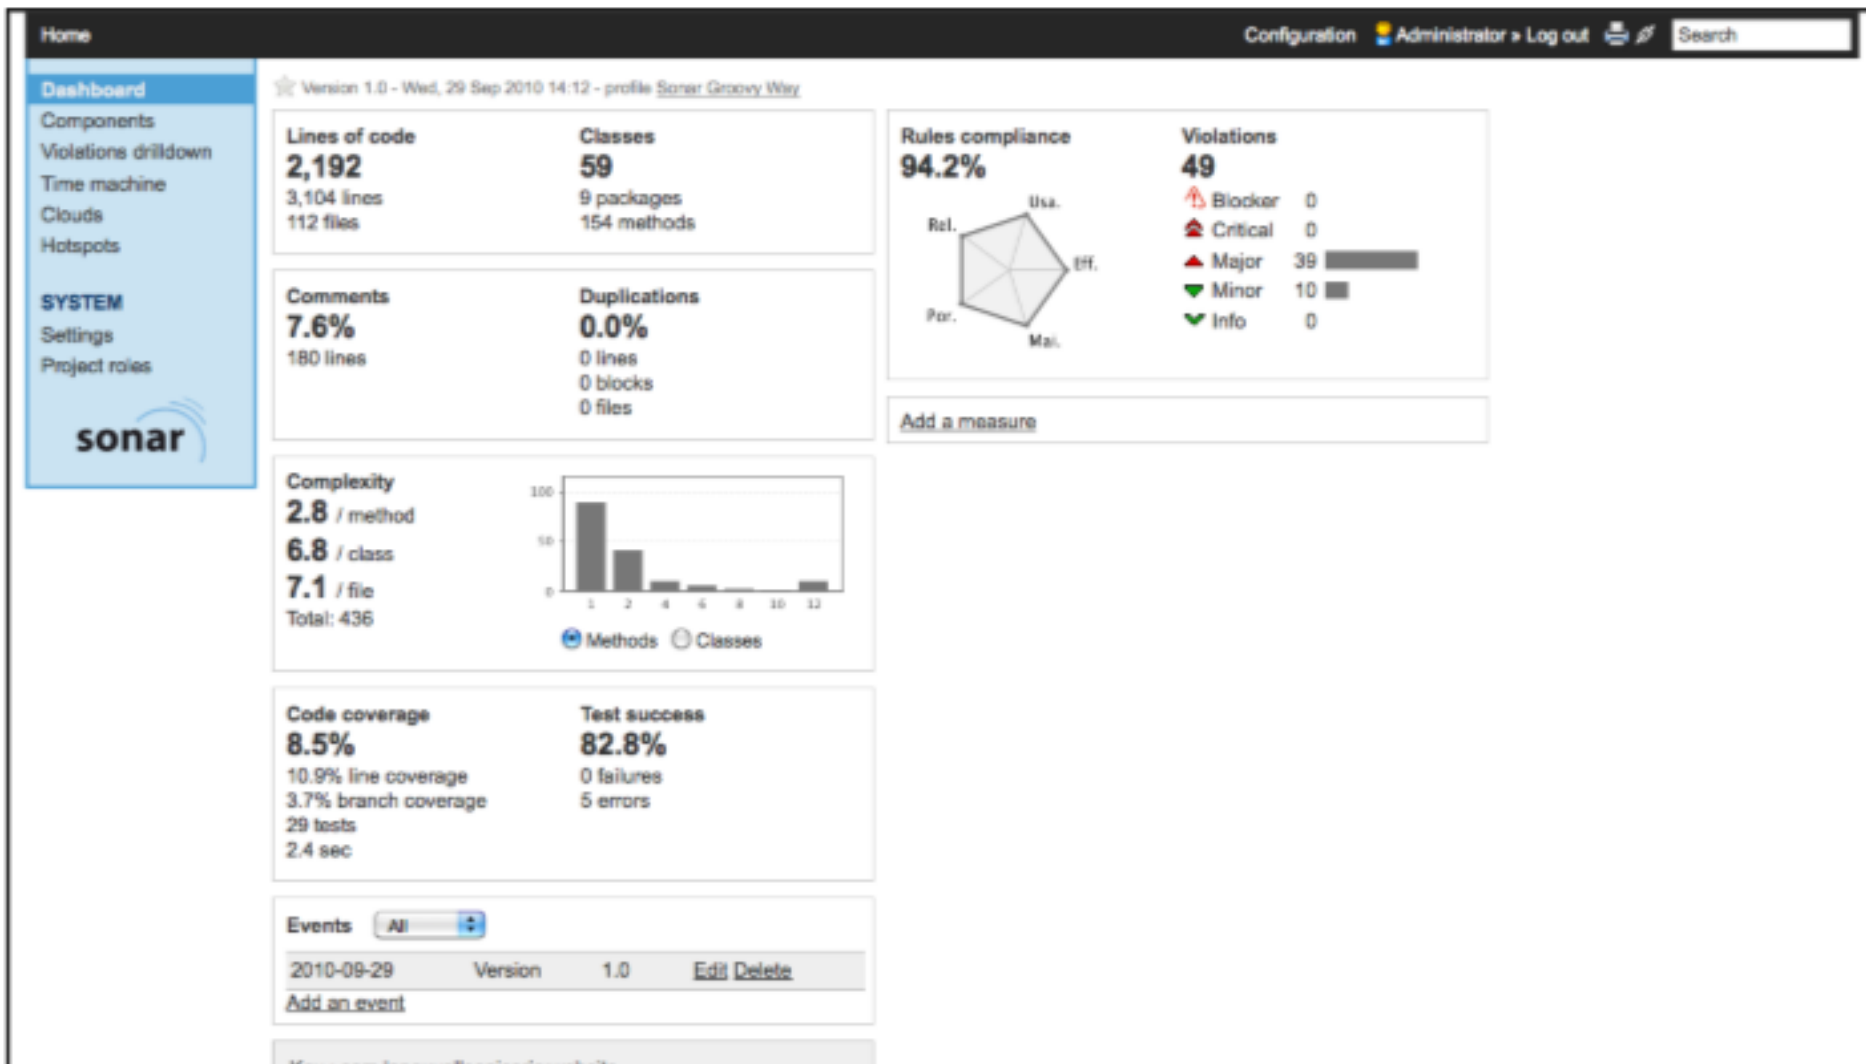 Home
Configuration Administrator » Log out Search
Dashboard
Components
Violations drilldown
Time machine
Clouds
Hotspots
SYSTEM
Settings
Project roles
sonar
Version 1.0 - Wed, 29 Sep 2010 14:12 - profile Sonar Groovy Way
Lines of code
2,192
3,104 lines
112 files
Classes
59
9 packages
154 methods
Comments
7.6%
180 lines
Duplications
0.0%
0 lines
0 blocks
0 files
Complexity
2.8 / method
6.8 / class
7.1 / file
Total: 436
100
50
0
1 2 4 6 8 10 12
Methods Classes
Code coverage
8.5%
10.9% line coverage
3.7% branch coverage
29 tests
2.4 sec
Test success
82.8%
0 failures
5 errors
Events All
2010-09-29 Version 1.0 Edit Delete
Add an event
Rules compliance
94.2%
Usa.
Rel.
Eff.
Por.
Mai.
Violations
49
Blocker 0
Critical 0
Major 39
Minor 10
Info 0
Add a measure